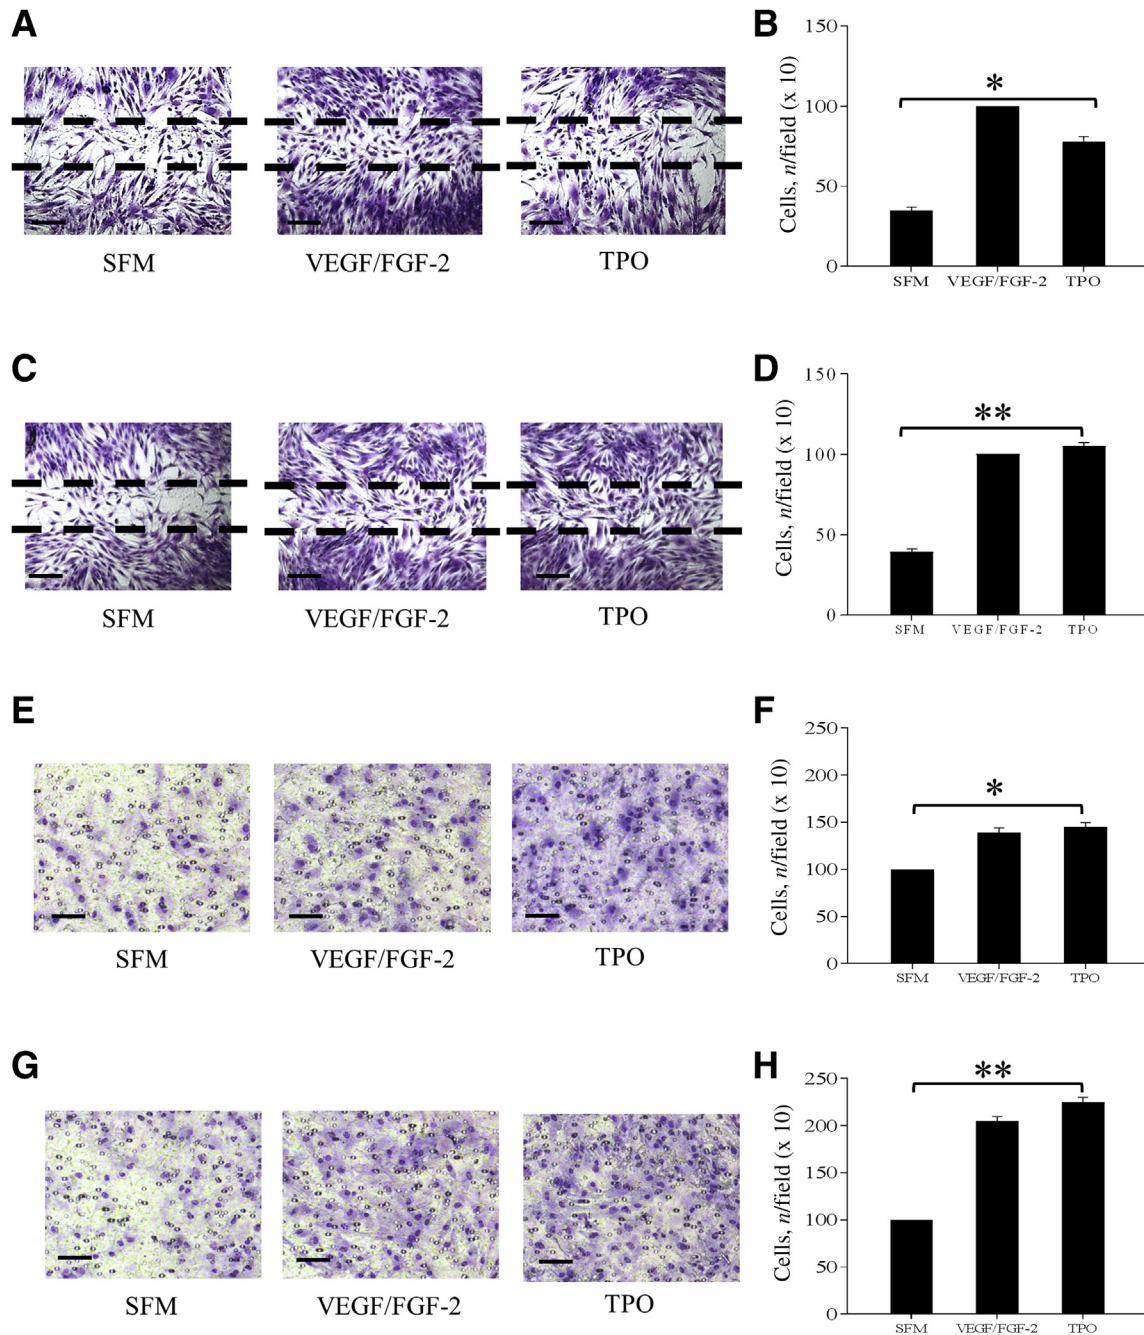 A
SFM
VEGF/FGF-2
TPO
B
Cells, n/field (x 10)
150
100
50
0
*
SFM
VEGF/FGF-2
TPO
C
SFM
VEGF/FGF-2
TPO
D
Cells, n/field (x 10)
150
100
50
0
**
SFM
VEGF/FGF-2
TPO
E
SFM
VEGF/FGF-2
TPO
F
Cells, n/field (x 10)
250
200
150
100
50
0
*
SFM
VEGF/FGF-2
TPO
G
SFM
VEGF/FGF-2
TPO
H
Cells, n/field (x 10)
250
200
150
100
50
0
**
SFM
VEGF/FGF-2
TPO